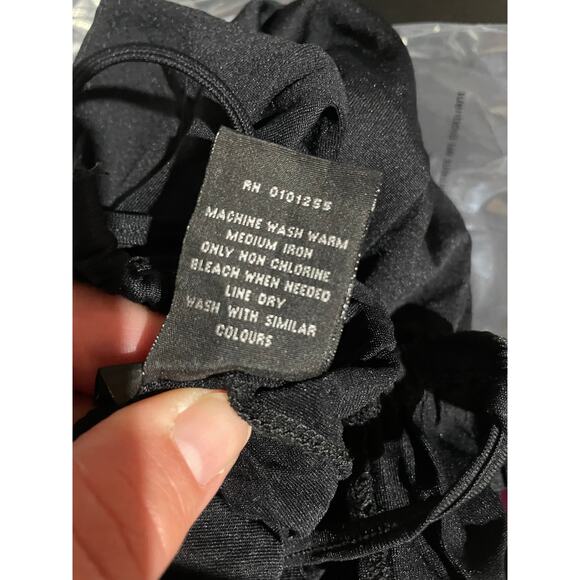 RN 0101255
MACHINE WASH WARM
MEDIUM IRON
ONLY NON CHLORINE
BLEACH WHEN NEEDED
LINE DRY
WASH WITH SIMILAR
COLOURS